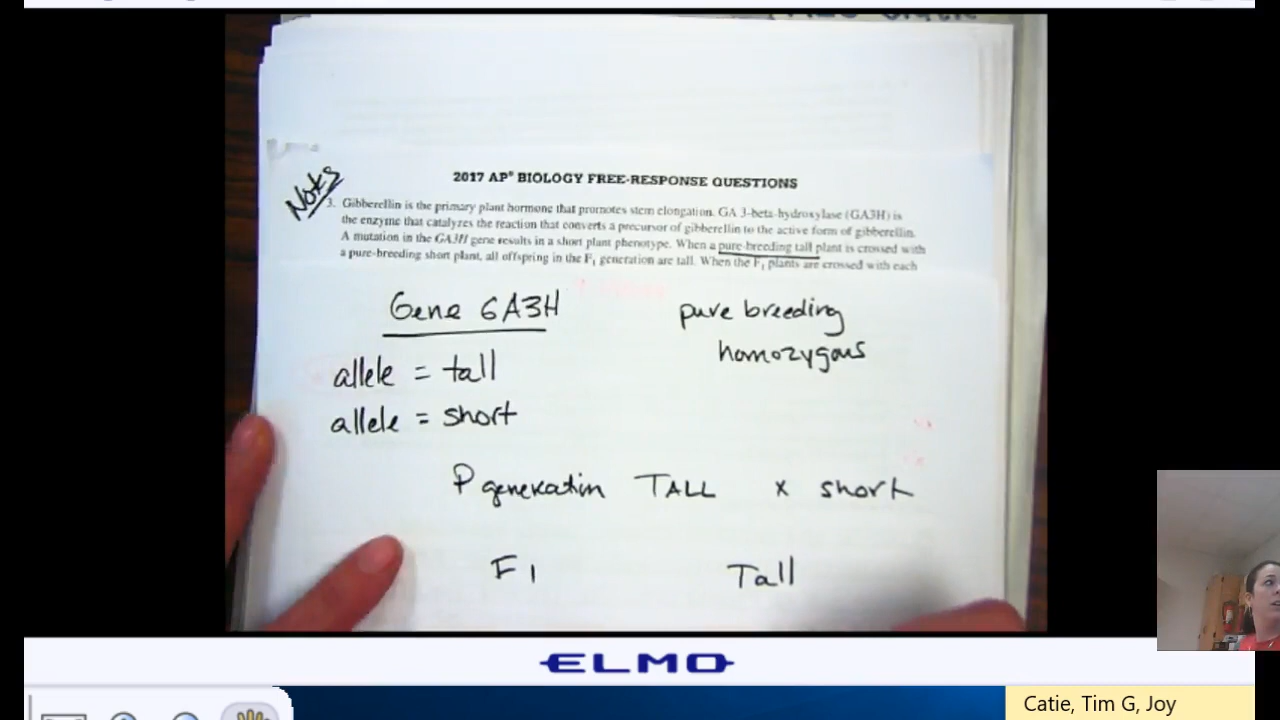 Notes
2017 AP® BIOLOGY FREE-RESPONSE QUESTIONS
3. Gibberellin is the primary plant hormone that promotes stem elongation. GA 3-beta-hydroxylase (GA3H) is
the enzyme that catalyzes the reaction that converts a precursor of gibberellin to the active form of gibberellin.
A mutation in the GA3H gene results in a short plant phenotype. When a pure-breeding tall plant is crossed with
a pure-breeding short plant, all offspring in the F1 generation are tall. When the F1 plants are crossed with each
Gene GA3H
pure breeding
homozygous
allele = tall
allele = short
P generation TALL x short
F1 Tall
ELMO
Catie, Tim G, Joy